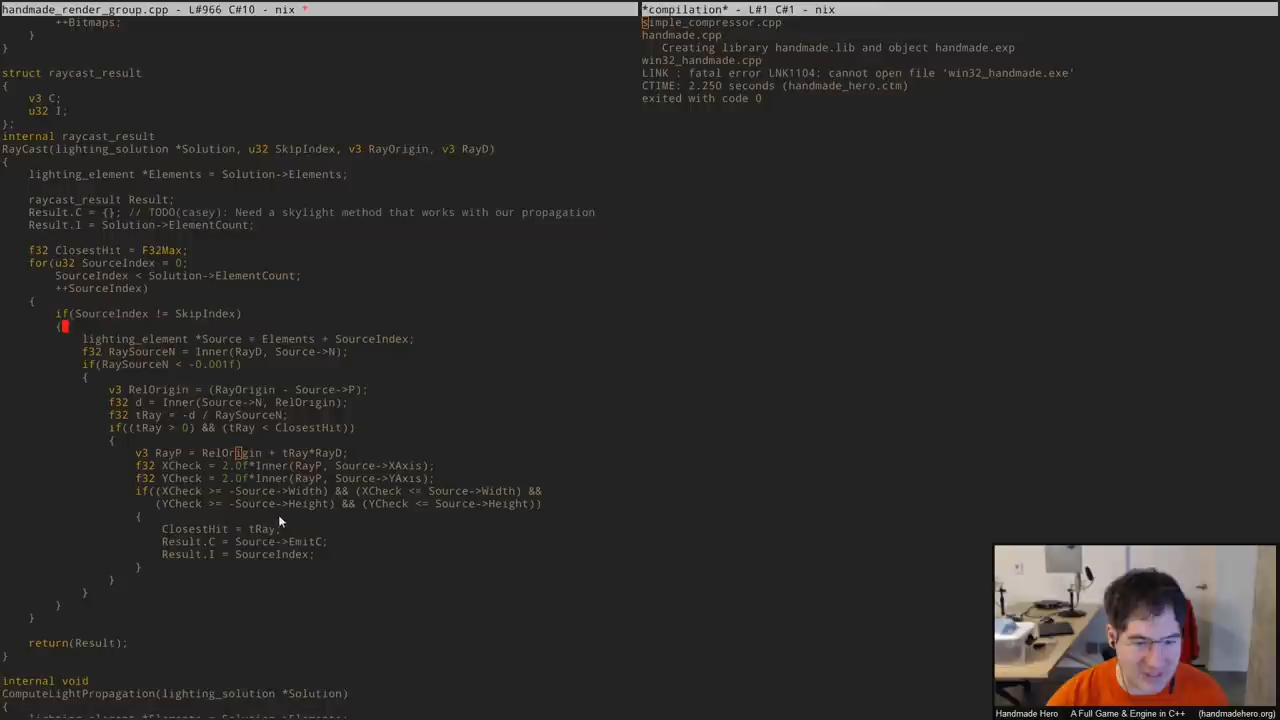 handmade_render_group.cpp - L#966 C#10 - nix *
++Bitmaps;
}
}
struct raycast_result
{
v3 C;
u32 I;
};
internal raycast_result
RayCast(lighting_solution *Solution, u32 SkipIndex, v3 RayOrigin, v3 RayD)
{
lighting_element *Elements = Solution->Elements;
raycast_result Result;
Result.C = {}; // TODO(casey): Need a skylight method that works with our propagation
Result.I = Solution->ElementCount;
f32 ClosestHit = F32Max;
for(u32 SourceIndex = 0;
SourceIndex < Solution->ElementCount;
++SourceIndex)
{
if(SourceIndex != SkipIndex)
{
lighting_element *Source = Elements + SourceIndex;
f32 RaySourceN = Inner(RayD, Source->N);
if(RaySourceN < -0.001f)
{
v3 RelOrigin = (RayOrigin - Source->P);
f32 d = Inner(Source->N, RelOrigin);
f32 tRay = -d / RaySourceN;
if((tRay > 0) && (tRay < ClosestHit))
{
v3 RayP = RelOrigin + tRay*RayD;
f32 XCheck = 2.0f*Inner(RayP, Source->XAxis);
f32 YCheck = 2.0f*Inner(RayP, Source->YAxis);
if((XCheck >= -Source->Width) && (XCheck <= Source->Width) &&
(YCheck >= -Source->Height) && (YCheck <= Source->Height))
{
ClosestHit = tRay;
Result.C = Source->EmitC;
Result.I = SourceIndex;
}
}
}
}
}
return(Result);
}
internal void
ComputeLightPropagation(lighting_solution *Solution)
{
*compilation* - L#1 C#1 - nix
simple_compressor.cpp
handmade.cpp
Creating library handmade.lib and object handmade.exp
win32_handmade.cpp
LINK : fatal error LNK1104: cannot open file 'win32_handmade.exe'
CTIME: 2.250 seconds (handmade_hero.ctm)
exited with code 0
Handmade Hero A Full Game & Engine in C++ (handmadehero.org)